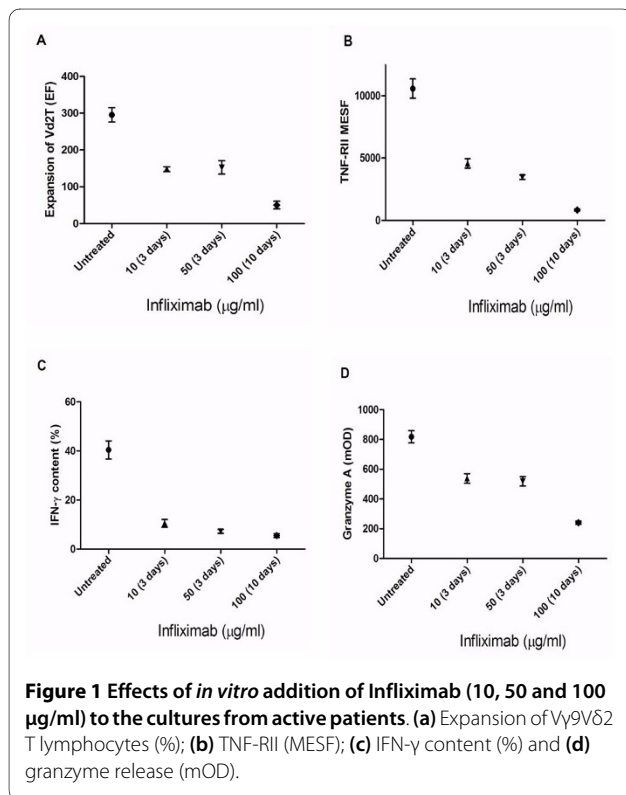 A
Expansion of Vd2T (EF)
400
300
200
100
0
Untreated
10 (3 days)
50 (3 days)
100 (10 days)
Infliximab (μg/ml)
B
TNF-RII MESF
10000
5000
0
Untreated
10 (3 days)
50 (3 days)
100 (10 days)
Infliximab (μg/ml)
C
IFN-γ content (%)
60
40
20
0
Untreated
10 (3 days)
50 (3 days)
100 (10 days)
Infliximab (μg/ml)
D
Granzyme A (mOD)
1000
800
600
400
200
0
Untreated
10 (3 days)
50 (3 days)
100 (10 days)
Infliximab (μg/ml)
Figure 1 Effects of in vitro addition of Infliximab (10, 50 and 100
μg/ml) to the cultures from active patients. (a) Expansion of Vγ9Vδ2
T lymphocytes (%); (b) TNF-RII (MESF); (c) IFN-γ content (%) and (d)
granzyme release (mOD).